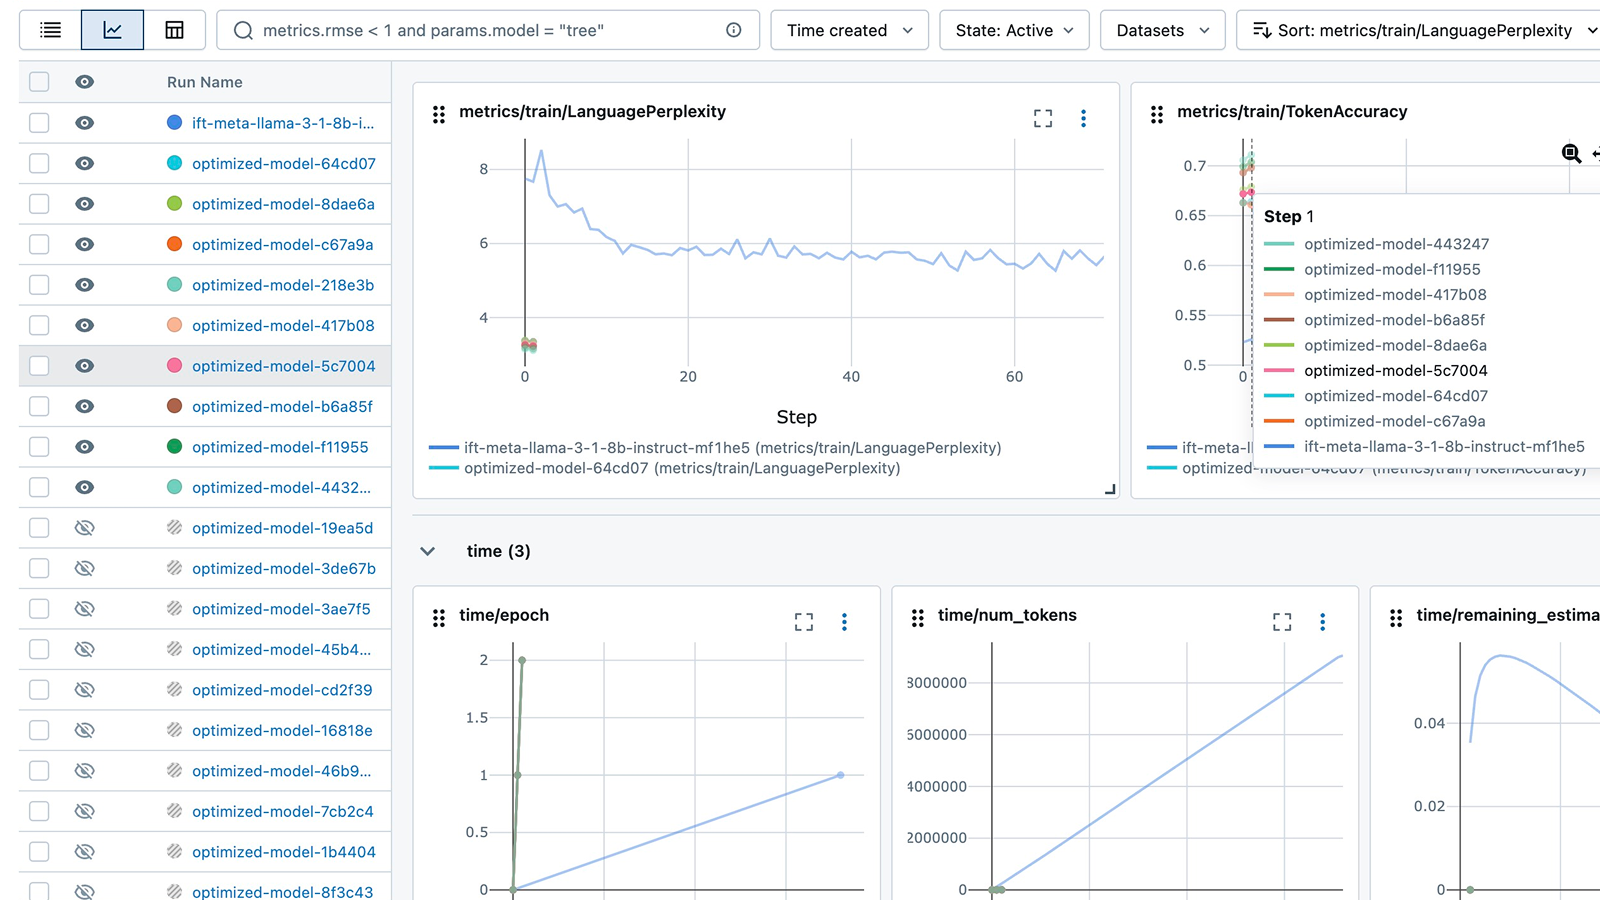 metrics.rmse < 1 and params.model = "tree"
Time created
State: Active
Datasets
Sort: metrics/train/LanguagePerplexity
Run Name
ift-meta-llama-3-1-8b-i...
optimized-model-64cd07
optimized-model-8dae6a
optimized-model-c67a9a
optimized-model-218e3b
optimized-model-417b08
optimized-model-5c7004
optimized-model-b6a85f
optimized-model-f11955
optimized-model-4432...
optimized-model-19ea5d
optimized-model-3de67b
optimized-model-3ae7f5
optimized-model-45b4...
optimized-model-cd2f39
optimized-model-16818e
optimized-model-46b9...
optimized-model-7cb2c4
optimized-model-1b4404
optimized-model-8f3c43
metrics/train/LanguagePerplexity
8
6
4
0
20
40
60
Step
ift-meta-llama-3-1-8b-instruct-mf1he5 (metrics/train/LanguagePerplexity)
optimized-model-64cd07 (metrics/train/LanguagePerplexity)
metrics/train/TokenAccuracy
0.7
0.65
0.6
0.55
0.5
0
Step 1
optimized-model-443247
optimized-model-f11955
optimized-model-417b08
optimized-model-b6a85f
optimized-model-8dae6a
optimized-model-5c7004
optimized-model-64cd07
optimized-model-c67a9a
ift-meta-llama-3-1-8b-instruct-mf1he5
ift-meta-ll
optimized-model-64cd07 (metrics/train/TokenAccuracy)
time (3)
time/epoch
2
1.5
1
0.5
0
time/num_tokens
8000000
6000000
4000000
2000000
0
time/remaining_estima
0.04
0.02
0